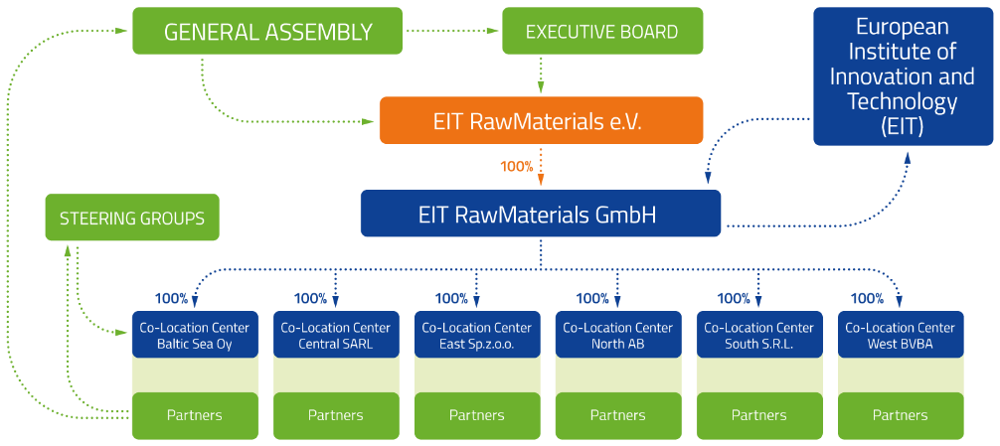 GENERAL ASSEMBLY
EXECUTIVE BOARD
European
Institute of
Innovation and
Technology
(EIT)
EIT RawMaterials e.V.
100%
EIT RawMaterials GmbH
STEERING GROUPS
100%
100%
100%
100%
100%
100%
Co-Location Center
Baltic Sea Oy
Co-Location Center
Central SARL
Co-Location Center
East Sp.z.o.o.
Co-Location Center
North AB
Co-Location Center
South S.R.L.
Co-Location Center
West BVBA
Partners
Partners
Partners
Partners
Partners
Partners